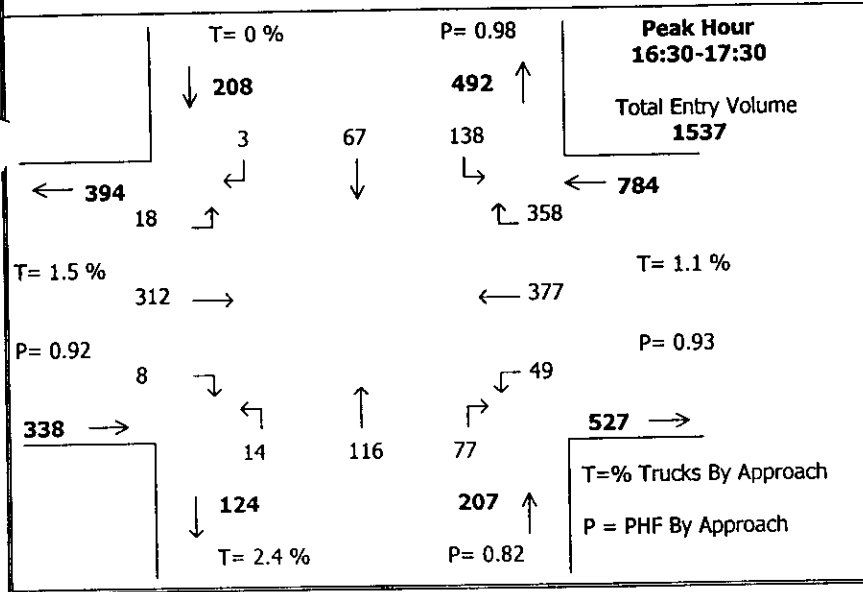 T= 0 % P= 0.98 Peak Hour
16:30-17:30
208 492 Total Entry Volume
1537
3 67 138
394 784
18 358
T= 1.5 % T= 1.1 %
312 377
P= 0.92 P= 0.93
8 49
338 527
14 116 77
T=% Trucks By Approach
124 207
P = PHF By Approach
T= 2.4 % P= 0.82